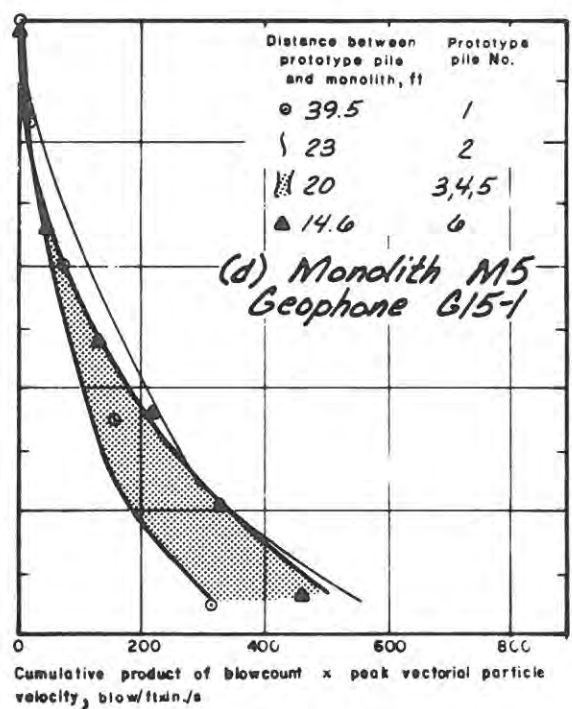 Distance between Prototype
prototype pile pile No.
and monolith, ft
39.5 1
23 2
20 3,4,5
14.6 6
(d) Monolith M5
Geophone G15-1
0 200 400 600 800
Cumulative product of blowcount x peak vectorial particle
velocity, blow/ftxin./s